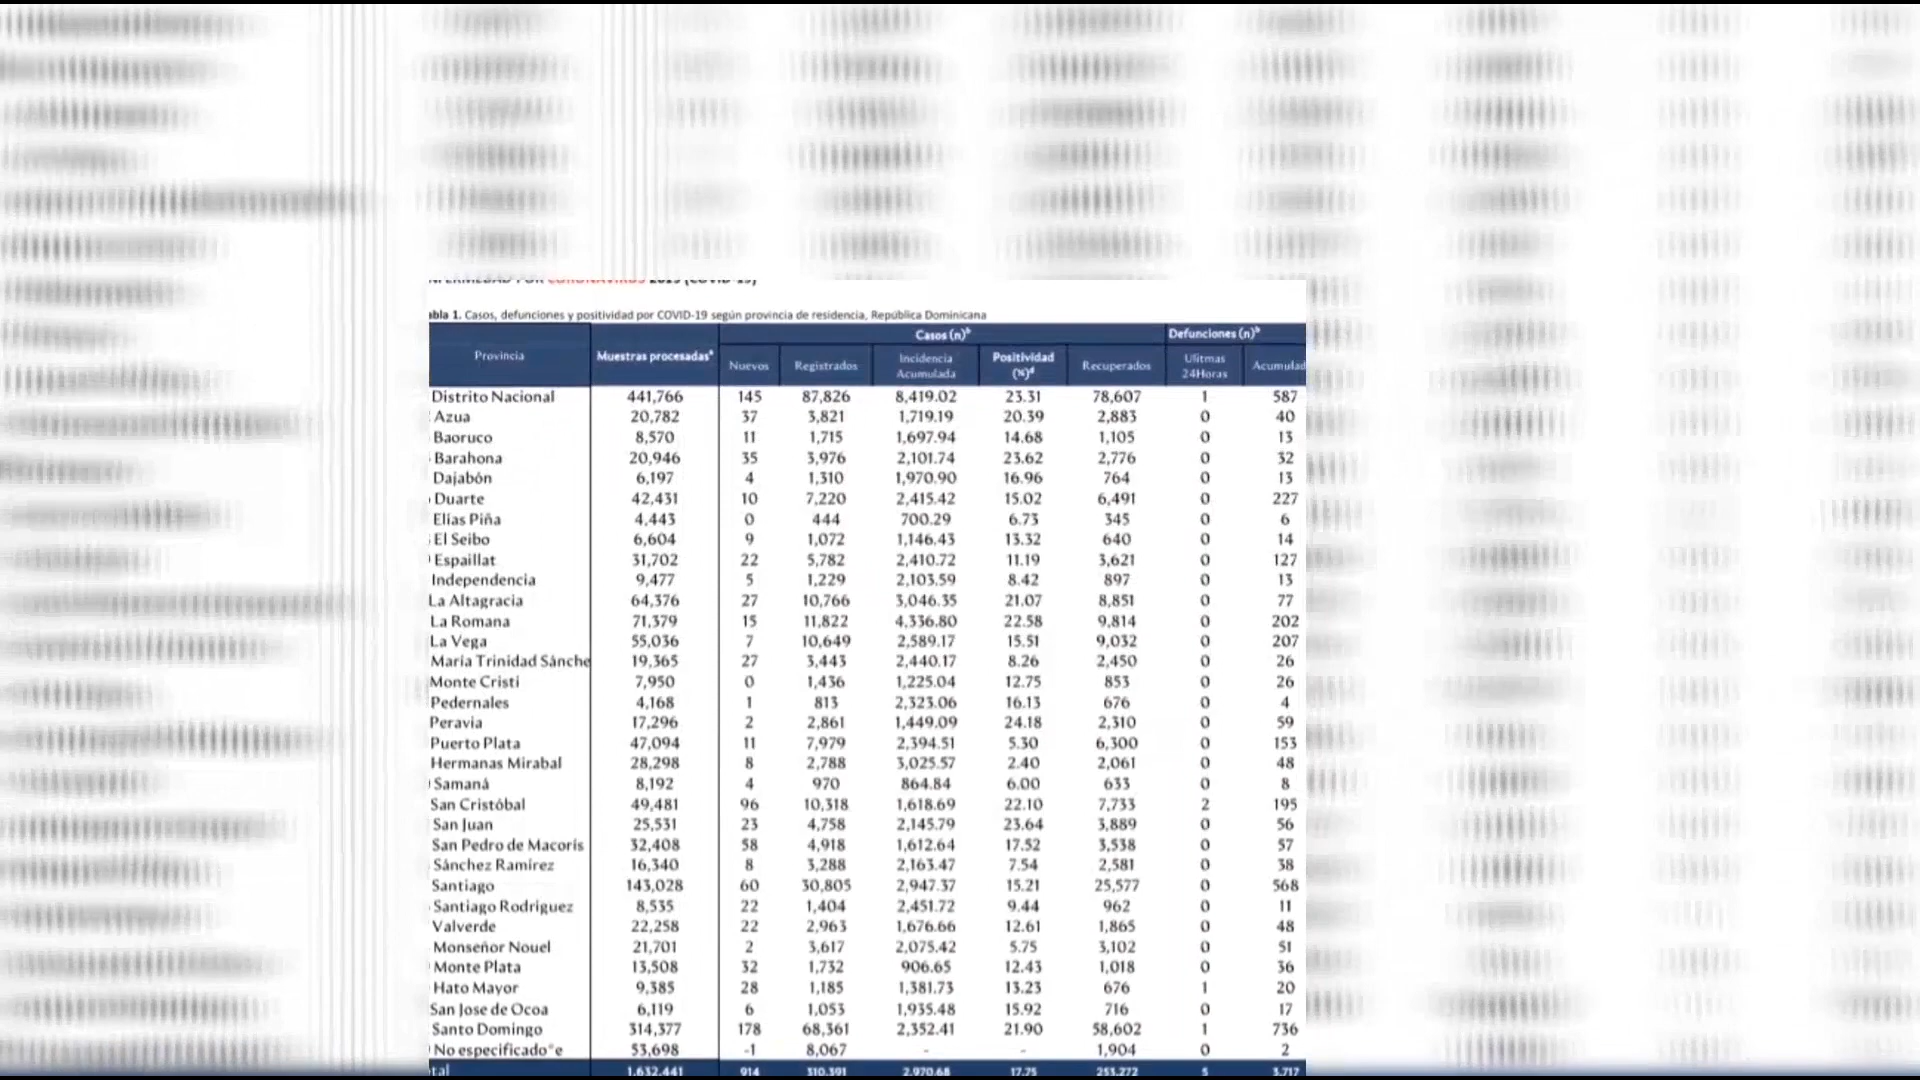 CORONAVIRUS 2019 (COVID-19)
abla 1. Casos, defunciones y positividad por COVID-19 según provincia de residencia, República Dominicana
Provincia Muestras procesadasª Casos (n)ᵇ Defunciones (n)ᵇ
Nuevos Registrados Incidencia Acumulada Positividad (%)ᵈ Recuperados Ulitmas 24Horas Acumulad
Distrito Nacional 441,766 145 87,826 8,419.02 23.31 78,607 1 587
Azua 20,782 37 3,821 1,719.19 20.39 2,883 0 40
Baoruco 8,570 11 1,715 1,697.94 14.68 1,105 0 13
Barahona 20,946 35 3,976 2,101.74 23.62 2,776 0 32
Dajabón 6,197 4 1,310 1,970.90 16.96 764 0 13
Duarte 42,431 10 7,220 2,415.42 15.02 6,491 0 227
Elías Piña 4,443 0 444 700.29 6.73 345 0 6
El Seibo 6,604 9 1,072 1,146.43 13.32 640 0 14
Espaillat 31,702 22 5,782 2,410.72 11.19 3,621 0 127
Independencia 9,477 5 1,229 2,103.59 8.42 897 0 13
La Altagracia 64,376 27 10,766 3,046.35 21.07 8,851 0 77
La Romana 71,379 15 11,822 4,336.80 22.58 9,814 0 202
La Vega 55,036 7 10,649 2,589.17 15.51 9,032 0 207
María Trinidad Sánche 19,365 27 3,443 2,440.17 8.26 2,450 0 26
Monte Cristi 7,950 0 1,436 1,225.04 12.75 853 0 26
Pedernales 4,168 1 813 2,323.06 16.13 676 0 4
Peravia 17,296 2 2,861 1,449.09 24.18 2,310 0 59
Puerto Plata 47,094 11 7,979 2,394.51 5.30 6,300 0 153
Hermanas Mirabal 28,298 8 2,788 3,025.57 2.40 2,061 0 48
Samaná 8,192 4 970 864.84 6.00 633 0 8
San Cristóbal 49,481 96 10,318 1,618.69 22.10 7,733 2 195
San Juan 25,531 23 4,758 2,145.79 23.64 3,889 0 56
San Pedro de Macorís 32,408 58 4,918 1,612.64 17.52 3,538 0 57
Sánchez Ramírez 16,340 8 3,288 2,163.47 7.54 2,581 0 38
Santiago 143,028 60 30,805 2,947.37 15.21 25,577 0 568
Santiago Rodríguez 8,535 22 1,404 2,451.72 9.44 962 0 11
Valverde 22,258 22 2,963 1,676.66 12.61 1,865 0 48
Monseñor Nouel 21,701 2 3,617 2,075.42 5.75 3,102 0 51
Monte Plata 13,508 32 1,732 906.65 12.43 1,018 0 36
Hato Mayor 9,385 28 1,185 1,381.73 13.23 676 1 20
San Jose de Ocoa 6,119 6 1,053 1,935.48 15.92 716 0 17
Santo Domingo 314,377 178 68,361 2,352.41 21.90 58,602 1 736
No especificado*e 53,698 -1 8,067 - - 1,904 0 2
tal 1,632,441 914 310,391 2,970.68 17.75 253,272 5 3,717